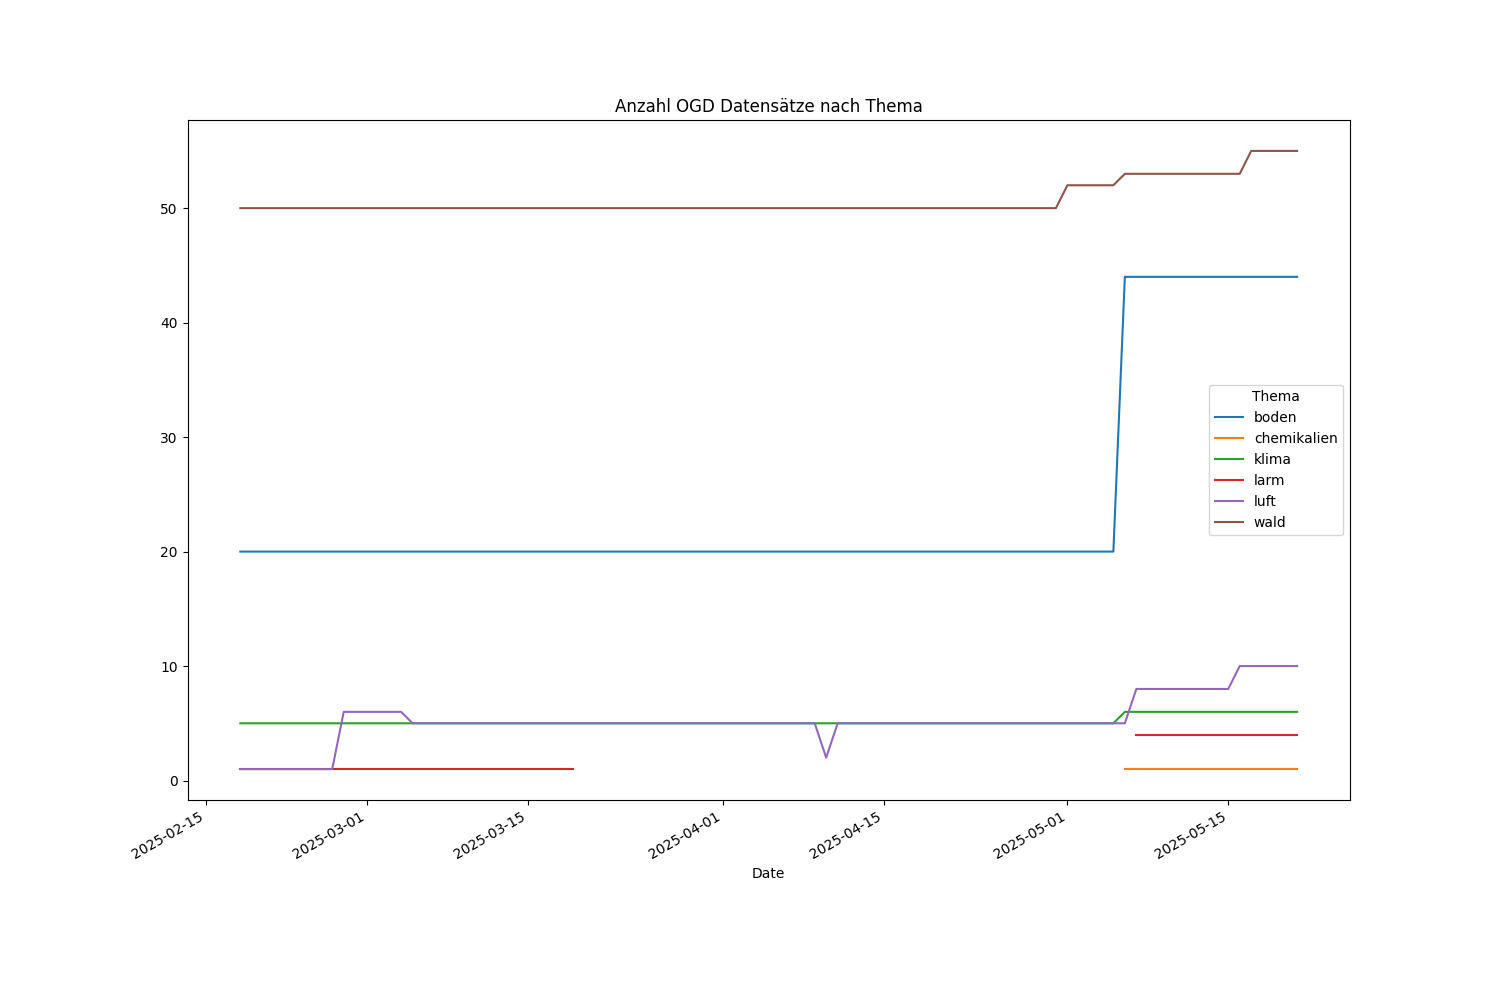 Anzahl OGD Datensätze nach Thema
50
40
30
20
10
0
Thema
boden
chemikalien
klima
larm
luft
wald
2025-02-15
2025-03-01
2025-03-15
2025-04-01
2025-04-15
2025-05-01
2025-05-15
Date